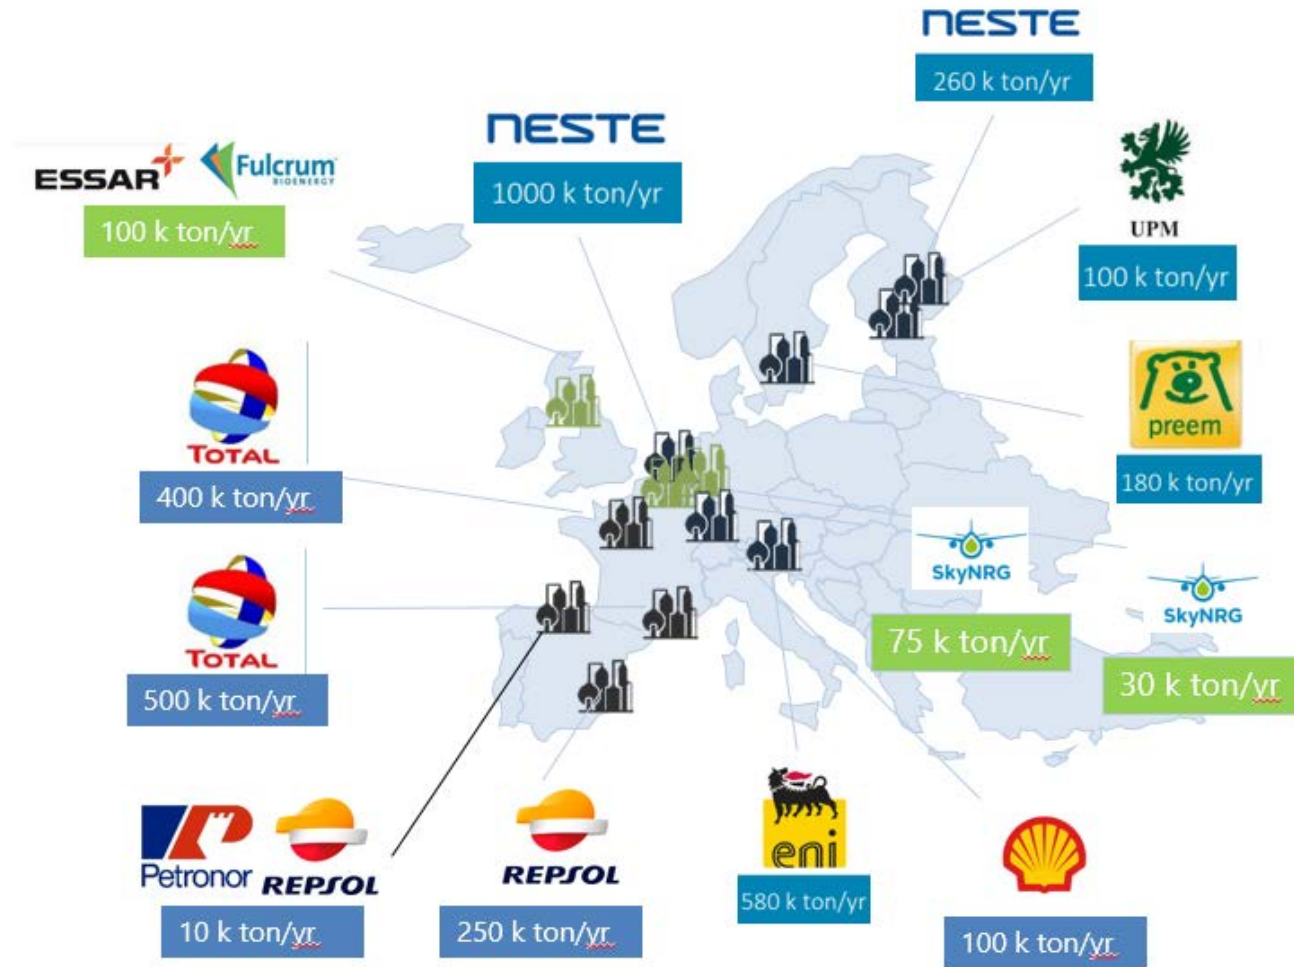 NESTE
260 k ton/yr
NESTE
1000 k ton/yr
ESSAR
Fulcrum
BIOENERGY
100 k ton/yr
UPM
100 k ton/yr
TOTAL
400 k ton/yr
preem
180 k ton/yr
SkyNRG
75 k ton/yr
SkyNRG
30 k ton/yr
TOTAL
500 k ton/yr
Petronor
REPSOL
10 k ton/yr
REPSOL
250 k ton/yr
eni
580 k ton/yr
100 k ton/yr